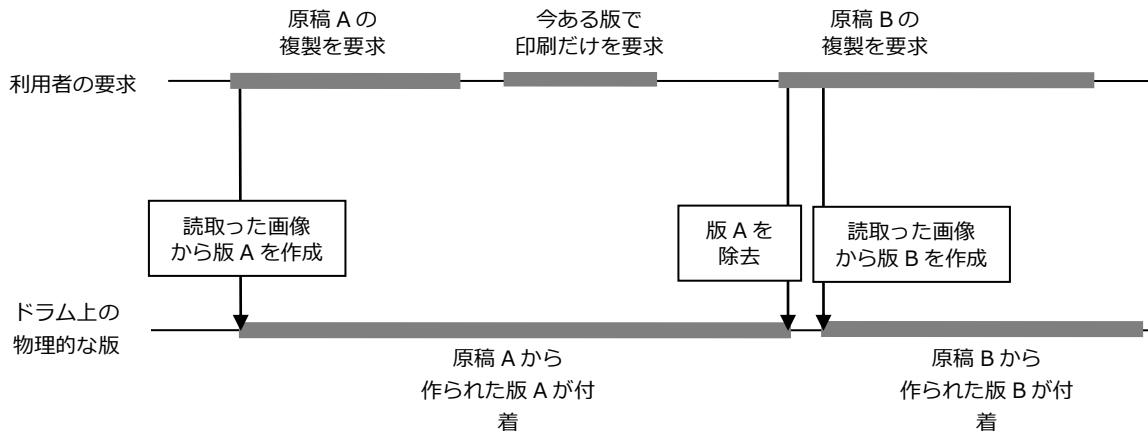 原稿 A の
複製を要求
今ある版で
印刷だけを要求
原稿 B の
複製を要求
利用者の要求
読取った画像
から版 A を作成
版 A を
除去
読取った画像
から版 B を作成
ドラム上の
物理的な版
原稿 A から
作られた版 A が付
着
原稿 B から
作られた版 B が付
着